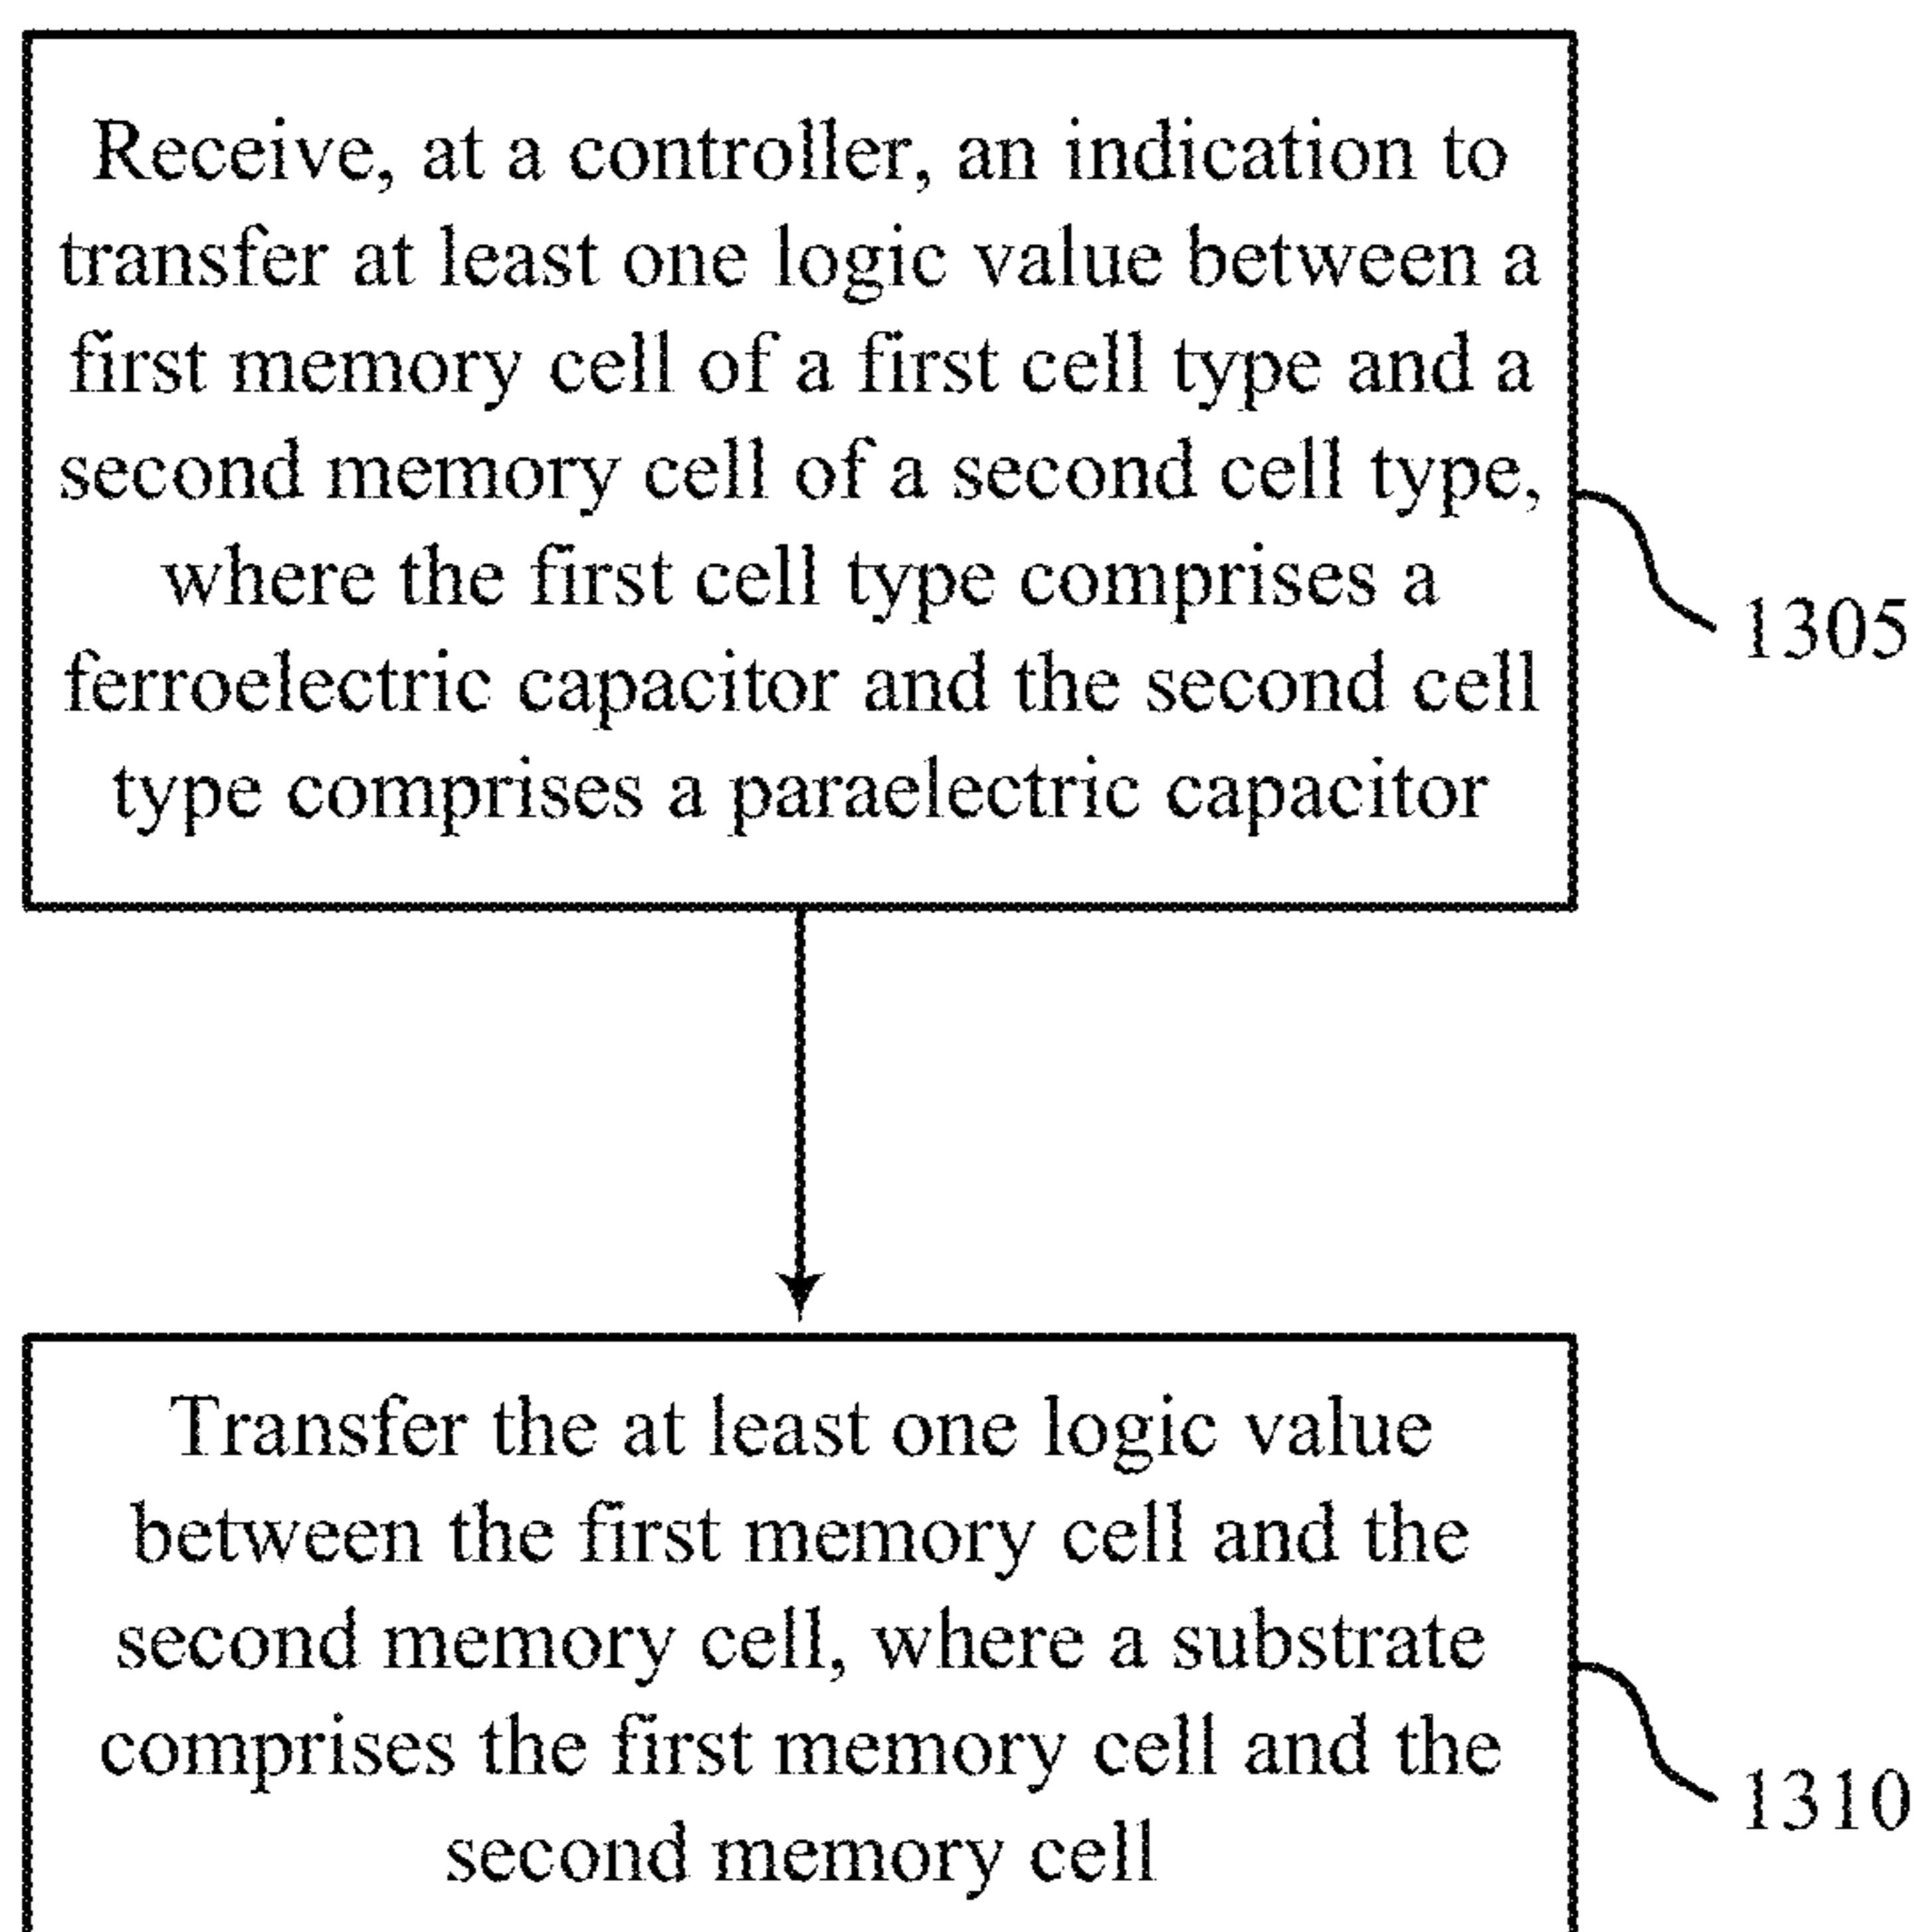 Receive, at a controller, an indication to
transfer at least one logic value between a
first memory cell of a first cell type and a
second memory cell of a second cell type,
where the first cell type comprises a
ferroelectric capacitor and the second cell
type comprises a paraelectric capacitor
1305
Transfer the at least one logic value
between the first memory cell and the
second memory cell, where a substrate
comprises the first memory cell and the
second memory cell
1310